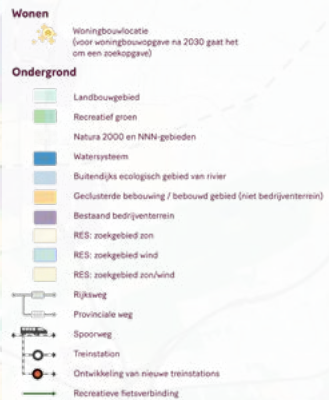 Wonen
Woningbouwlocatie
(voor woningbouwopgave na 2030 gaat het
om een zoekopgave)
Ondergrond
Landbouwgebied
Recreatief groen
Natura 2000 en NNN-gebieden
Watersysteem
Buitendijks ecologisch gebied van rivier
Geclusterde bebouwing / bebouwd gebied (niet bedrijventerrein)
Bestaand bedrijventerrein
RES: zoekgebied zon
RES: zoekgebied wind
RES: zoekgebied zon/wind
Rijksweg
Provinciale weg
Spoorweg
Treinstation
Ontwikkeling van nieuwe treinstations
Recreatieve fietsverbinding